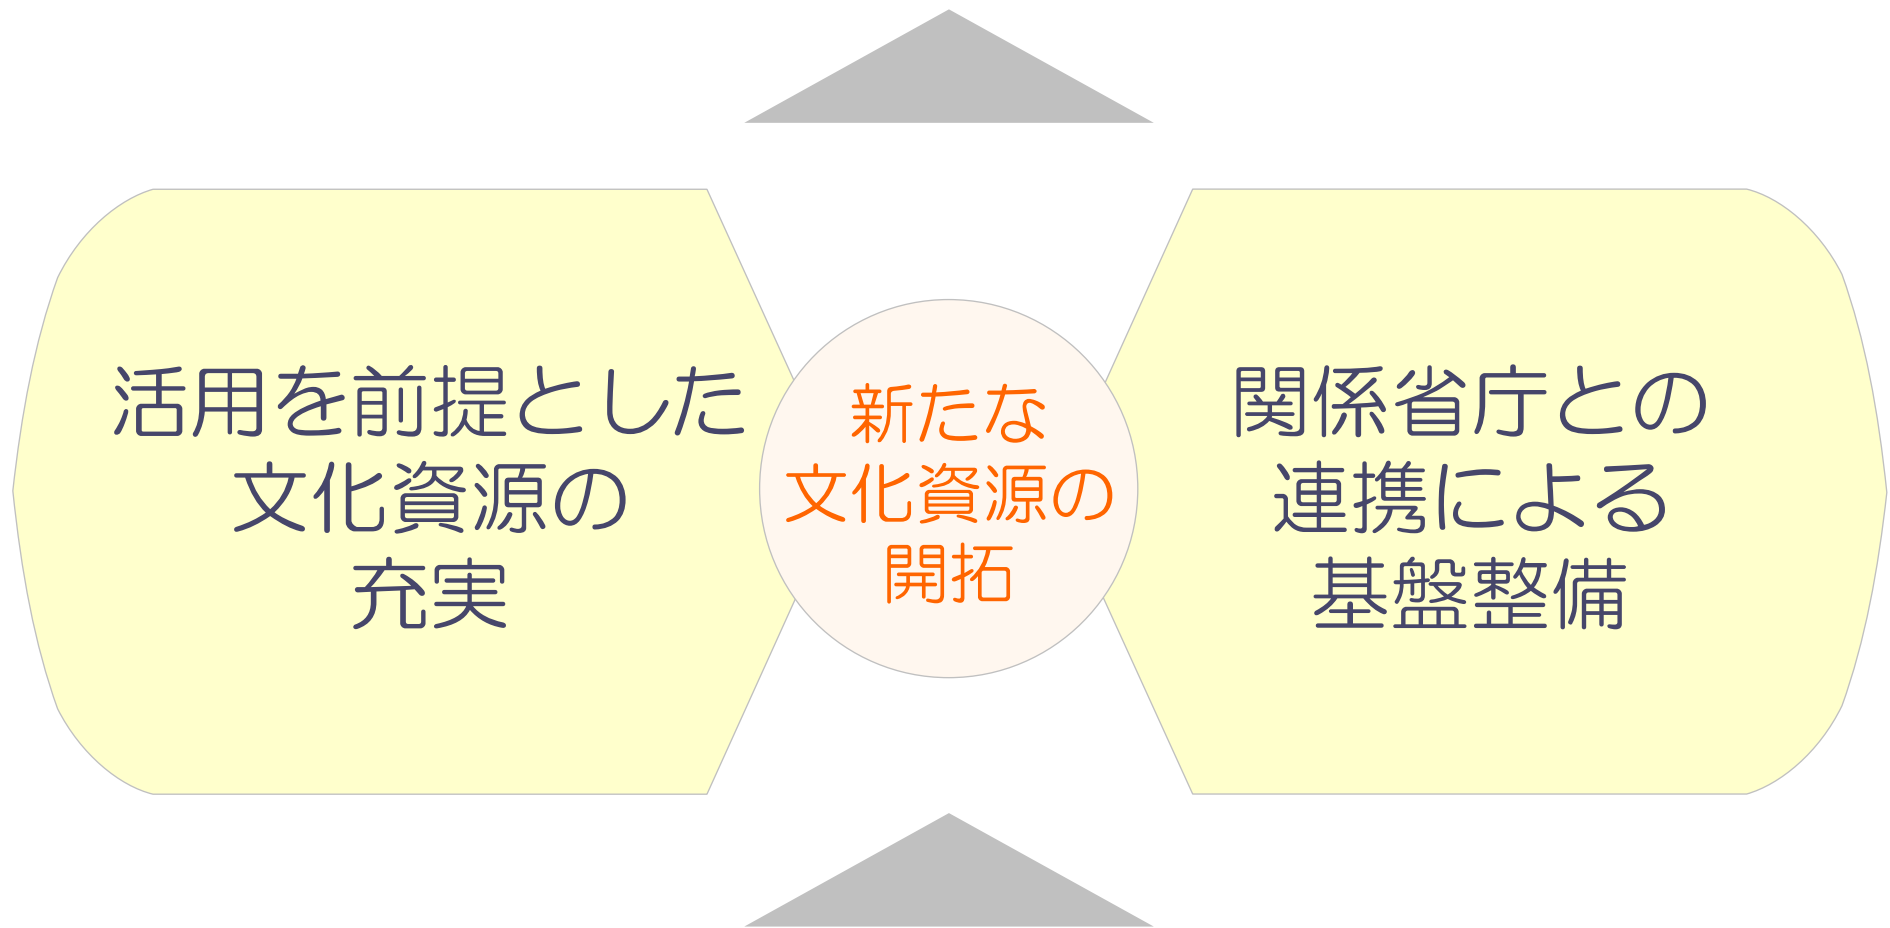 活用を前提とした
文化資源の
充実
新たな
文化資源の
開拓
関係省庁との
連携による
基盤整備